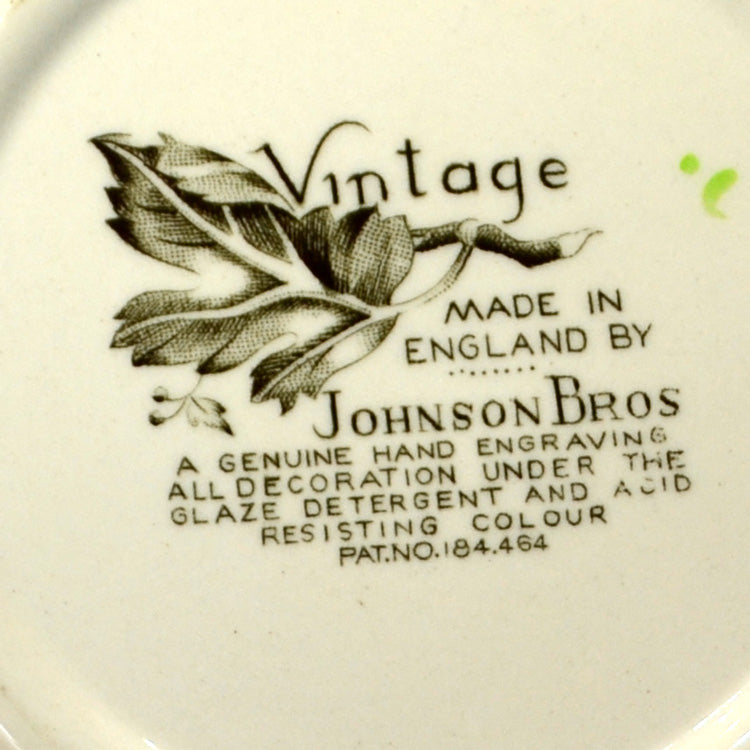 Vintage
MADE IN
ENGLAND BY
JOHNSON BROS
A GENUINE HAND ENGRAVING
ALL DECORATION UNDER THE
GLAZE DETERGENT AND ACID
RESISTING COLOUR
PAT.NO.184.464